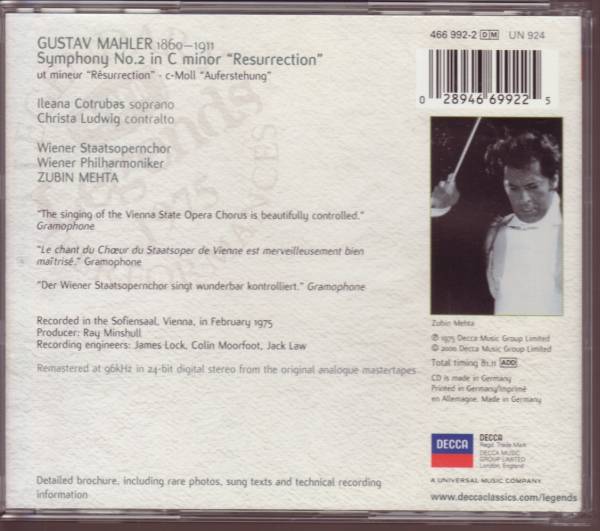 GUSTAV MAHLER 1860–1911
Symphony No.2 in C minor "Resurrection"
ut mineur "Résurrection" · c-Moll "Auferstehung"
Ileana Cotrubas soprano
Christa Ludwig contralto
Wiener Staatsopernchor
Wiener Philharmoniker
ZUBIN MEHTA
"The singing of the Vienna State Opera Chorus is beautifully controlled."
Gramophone
"Le chant du Chœur du Staatsoper de Vienne est merveilleusement bien
maîtrisé." Gramophone
"Der Wiener Staatsopernchor singt wunderbar kontrolliert." Gramophone
Recorded in the Sofiensaal, Vienna, in February 1975
Producer: Ray Minshull
Recording engineers: James Lock, Colin Moorfoot, Jack Law
Remastered at 96kHz in 24-bit digital stereo from the original analogue mastertapes
Detailed brochure, including rare photos, sung texts and technical recording
information
466 992-2 DM UN 924
0 28946 69922 5
Zubin Mehta
℗ 1975 Decca Music Group Limited
© 2000 Decca Music Group Limited
Total timing 81.11 ADD
CD is made in Germany
Printed in Germany/Imprimé
en Allemagne. Made in Germany
DECCA
DECCA
Regd. Trade Mark
DECCA MUSIC
GROUP LIMITED
London, England
A UNIVERSAL MUSIC COMPANY
www.deccaclassics.com/legends